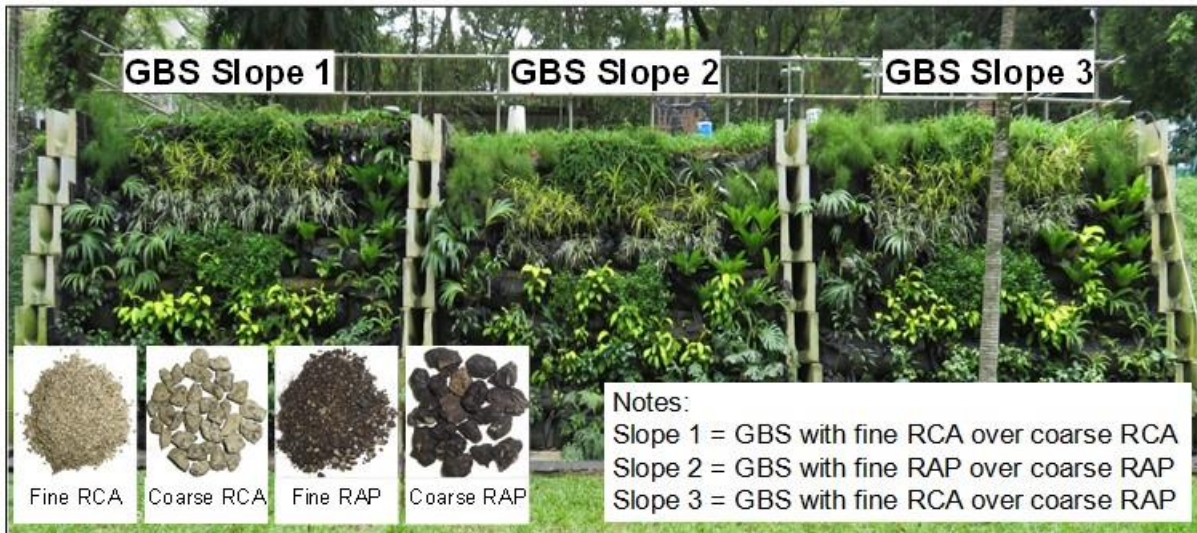 GBS Slope 1
GBS Slope 2
GBS Slope 3
Fine RCA
Coarse RCA
Fine RAP
Coarse RAP
Notes:
Slope 1 = GBS with fine RCA over coarse RCA
Slope 2 = GBS with fine RAP over coarse RAP
Slope 3 = GBS with fine RCA over coarse RAP